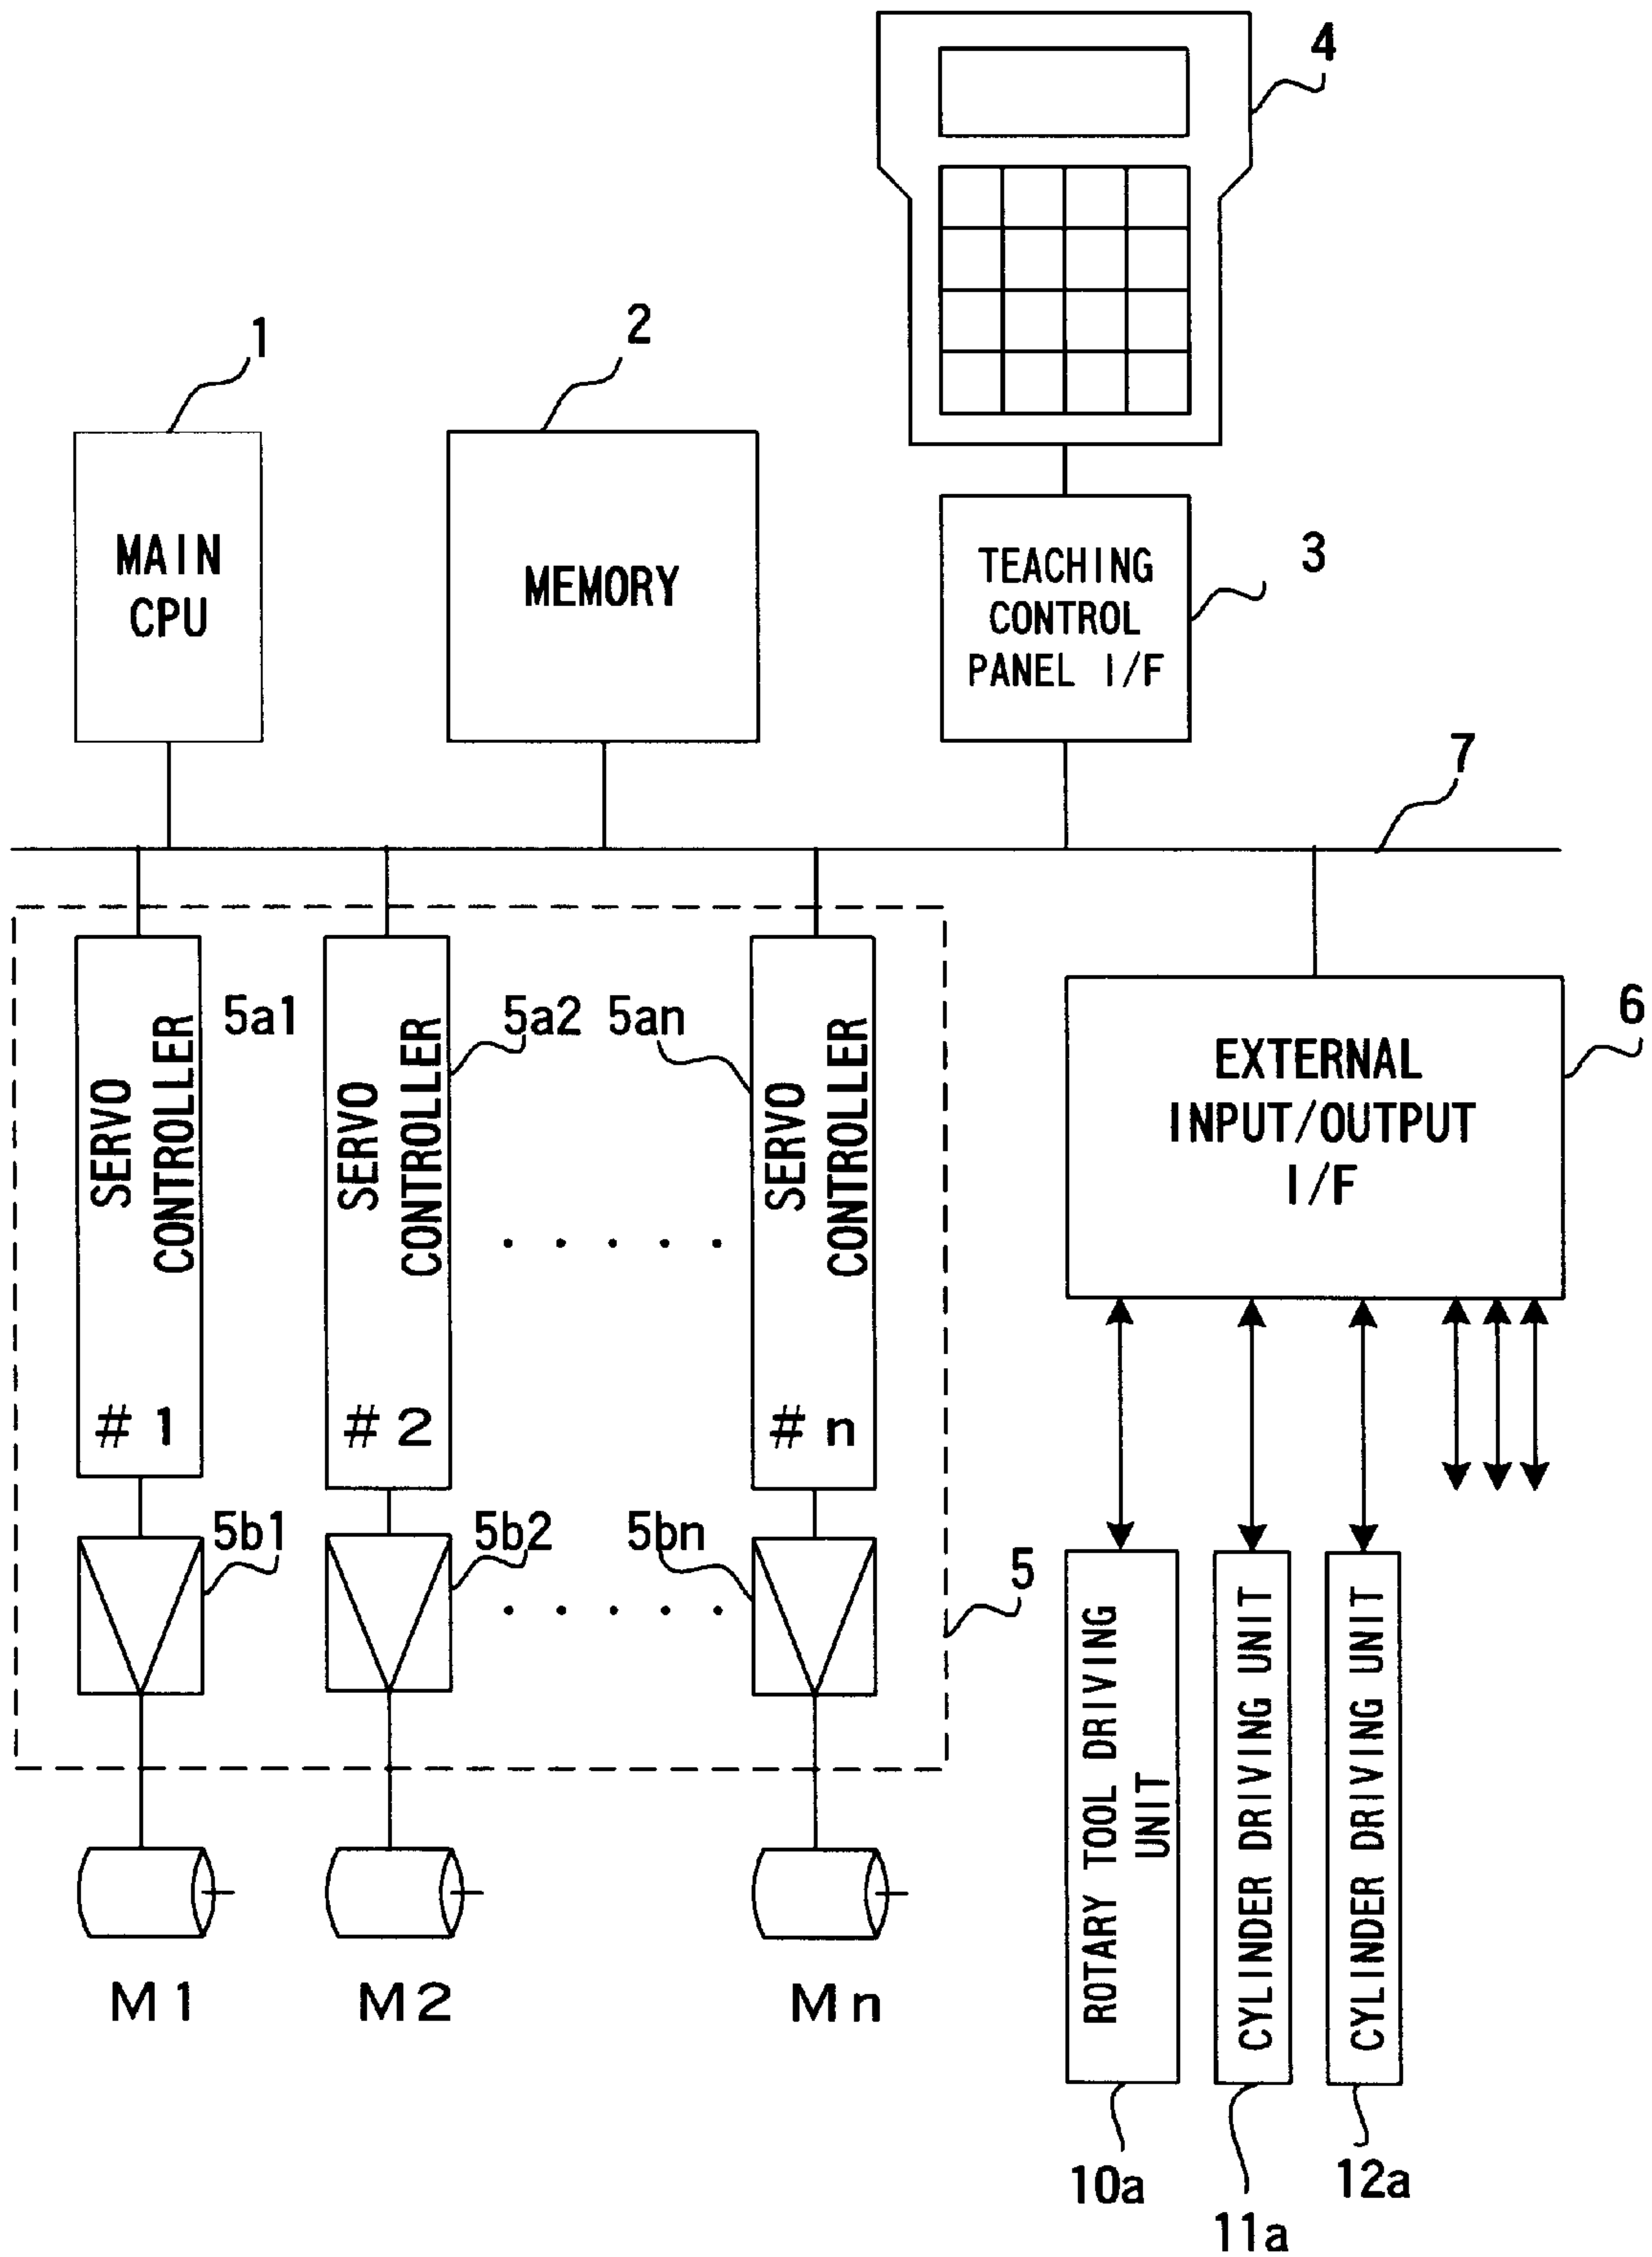 4
1
2
MAIN
CPU
MEMORY
TEACHING
CONTROL
PANEL I/F
3
7
5a1
5a2
5an
6
SERVO
CONTROLLER
#1
SERVO
CONTROLLER
#2
SERVO
CONTROLLER
#n
EXTERNAL
INPUT/OUTPUT
I/F
5b1
5b2
5bn
5
ROTARY TOOL DRIVING
UNIT
CYLINDER DRIVING UNIT
CYLINDER DRIVING UNIT
M1
M2
Mn
10a
11a
12a